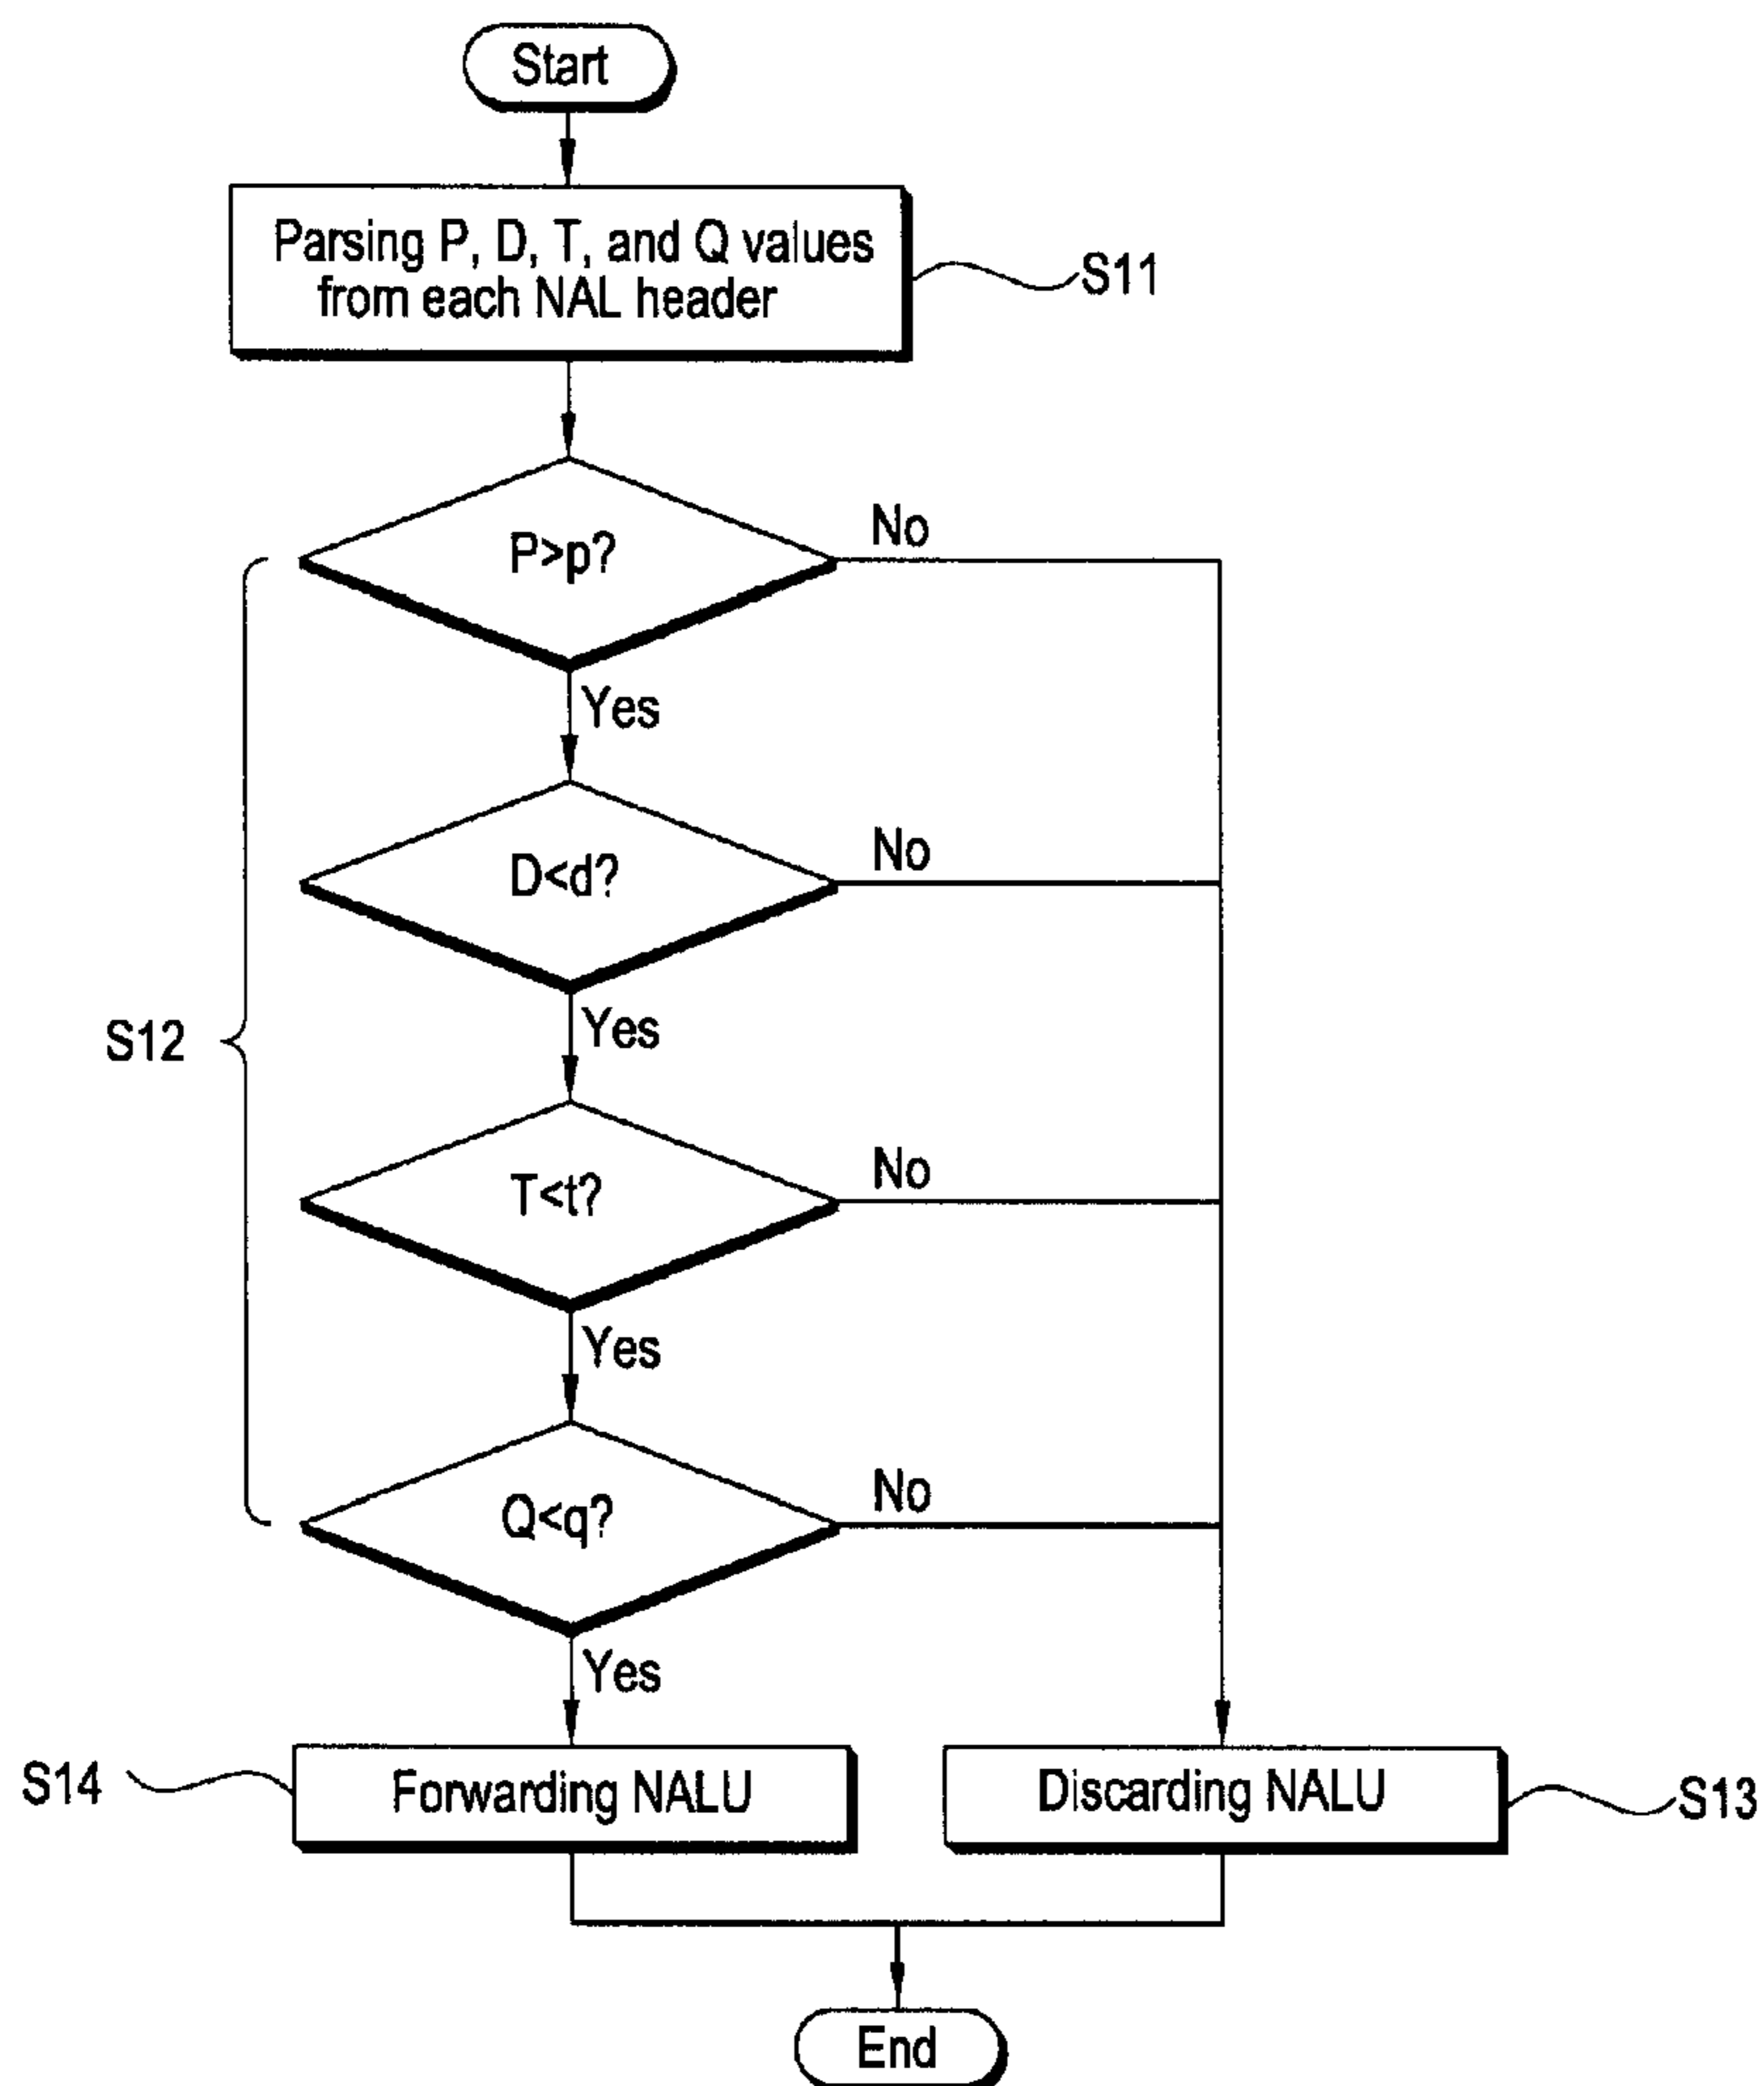 Start
Parsing P, D, T, and Q values
from each NAL header
S11
P>p?
No
Yes
D<d?
No
Yes
S12
T<t?
No
Yes
Q<q?
No
Yes
S14
Forwarding NALU
Discarding NALU
S13
End